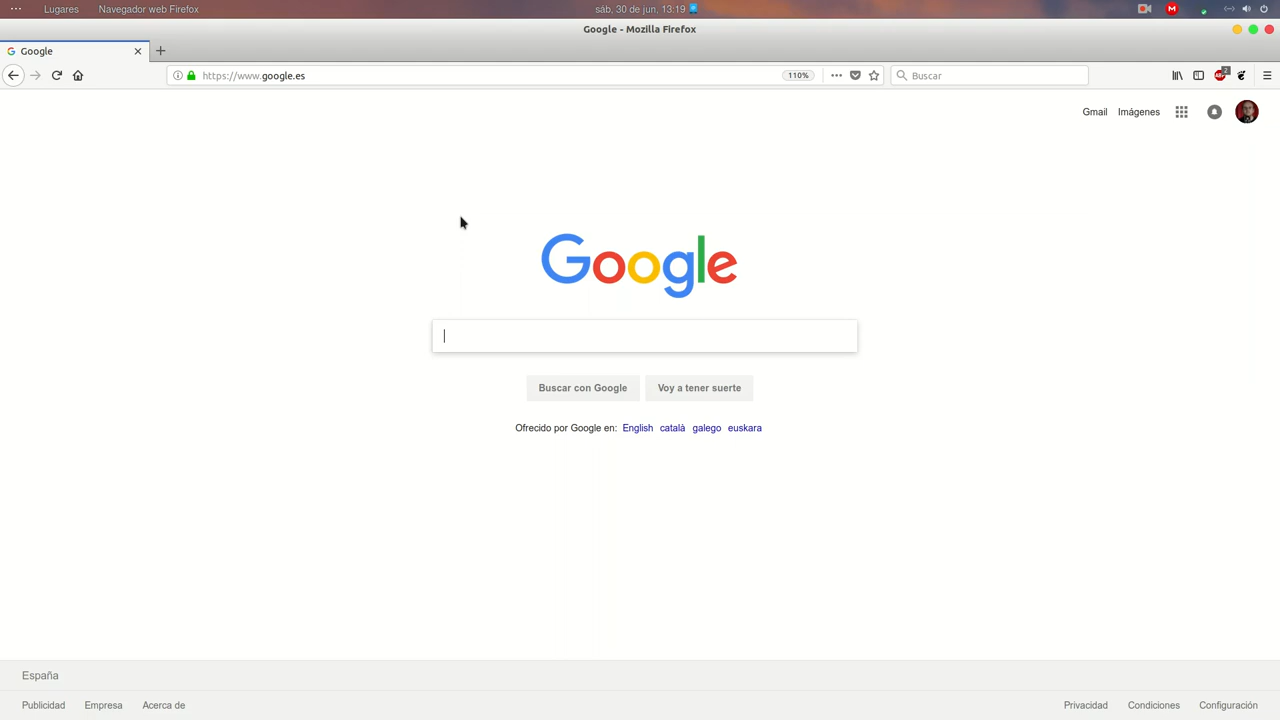 Lugares Navegador web Firefox sáb, 30 de jun, 13:19
Google - Mozilla Firefox
Google
https://www.google.es 110% Buscar
ABP 2
Gmail Imágenes
Google
Buscar con Google Voy a tener suerte
Ofrecido por Google en: English català galego euskara
España
Publicidad Empresa Acerca de Privacidad Condiciones Configuración